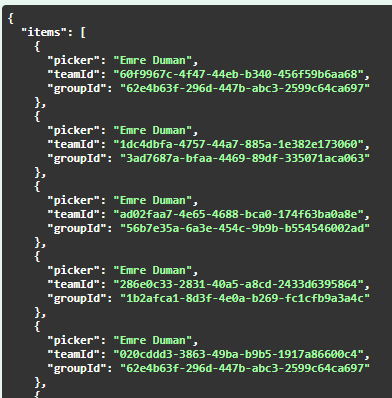 {
"items": [
{
"picker": "Emre Duman",
"teamId": "60f9967c-4f47-44eb-b340-456f59b6aa68",
"groupId": "62e4b63f-296d-447b-abc3-2599c64ca697"
},
{
"picker": "Emre Duman",
"teamId": "1dc4dbfa-4757-44a7-885a-1e382e173060",
"groupId": "3ad7687a-bfaa-4469-89df-335071aca063"
},
{
"picker": "Emre Duman",
"teamId": "ad02faa7-4e65-4688-bca0-174f63ba0a8e",
"groupId": "56b7e35a-6a3e-454c-9b9b-b554546002ad"
},
{
"picker": "Emre Duman",
"teamId": "286e0c33-2831-40a5-a8cd-2433d6395864",
"groupId": "1b2afca1-8d3f-4e0a-b269-fc1cfb9a3a4c"
},
{
"picker": "Emre Duman",
"teamId": "020cddd3-3863-49ba-b9b5-1917a86600c4",
"groupId": "62e4b63f-296d-447b-abc3-2599c64ca697"
},
{